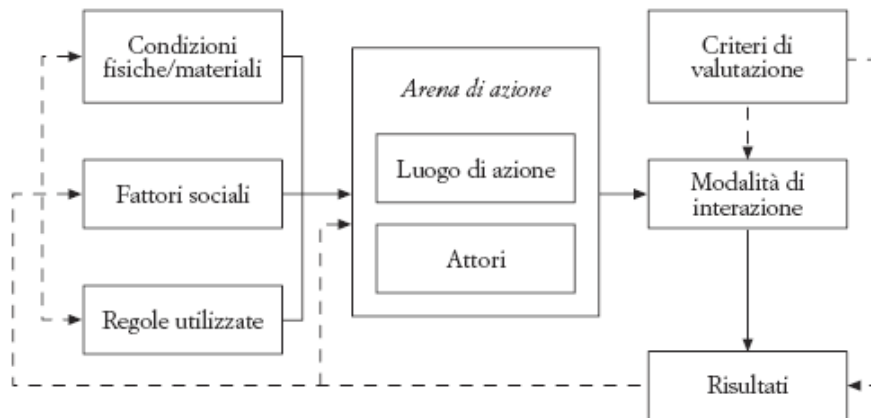 Condizioni
fisiche/materiali
Fattori sociali
Regole utilizzate
Arena di azione
Luogo di azione
Attori
Criteri di
valutazione
Modalità di
interazione
Risultati